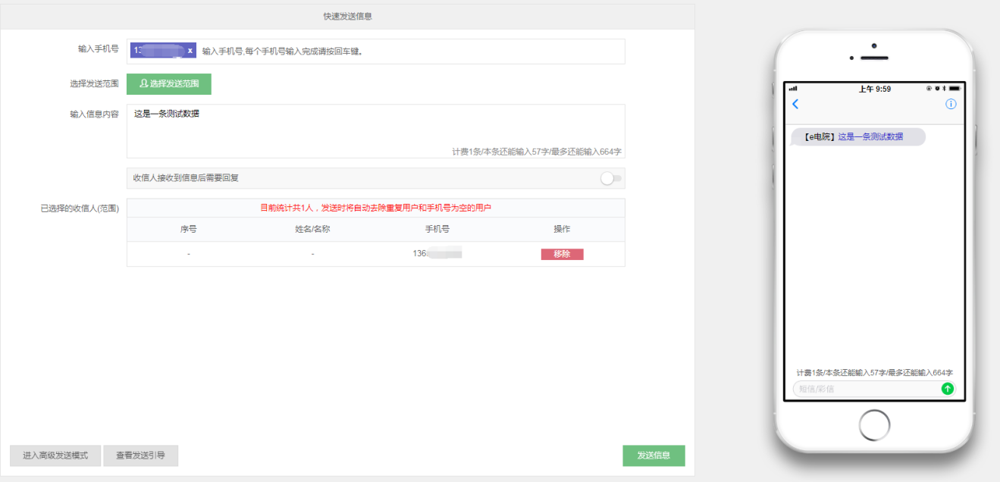 快速发送信息
输入手机号
x 输入手机号,每个手机号输入完成请按回车键。
选择发送范围 选择发送范围
输入信息内容 这是一条测试数据
计费1条/本条还能输入57字/最多还能输入664字
收信人接收到信息后需要回复
已选择的收信人(范围) 目前统计共1人，发送时将自动去除重复用户和手机号为空的用户
序号 姓名/名称 手机号 操作
- - 136 移除
进入高级发送模式 查看发送引导 发送信息
上午 9:59
【e电院】这是一条测试数据
计费1条/本条还能输入57字/最多还能输入664字
短信/彩信